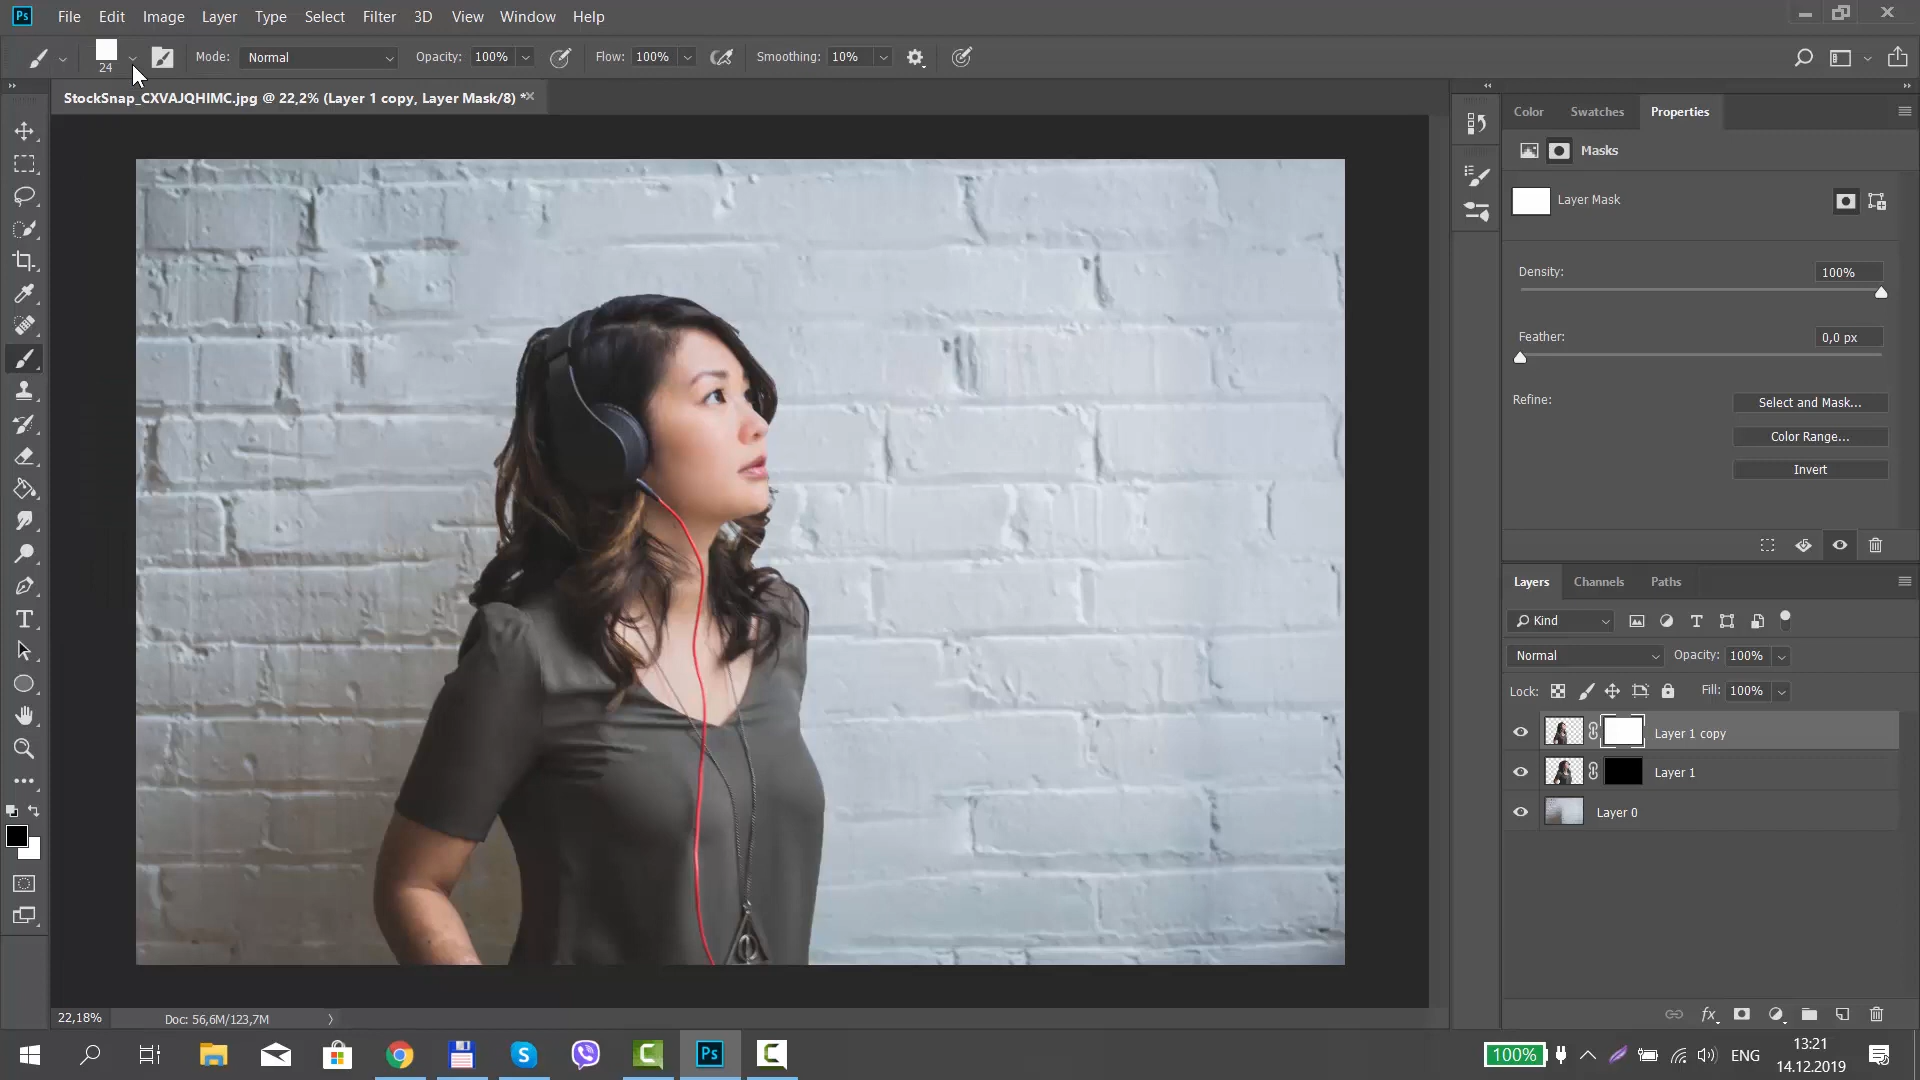 Ps File Edit Image Layer Type Select Filter 3D View Window Help
24 Mode: Normal Opacity: 100% Flow: 100% Smoothing: 10%
StockSnap_CXVAJQHIMC.jpg @ 22,2% (Layer 1 copy, Layer Mask/8) *
Color Swatches Properties
Masks
Layer Mask
Density: 100%
Feather: 0,0 px
Refine: Select and Mask...
Color Range...
Invert
Layers Channels Paths
Kind
Normal Opacity: 100%
Lock: Fill: 100%
Layer 1 copy
Layer 1
Layer 0
fx
22,18% Doc: 56,6M/123,7M
Ps
100% ENG 13:21
14.12.2019